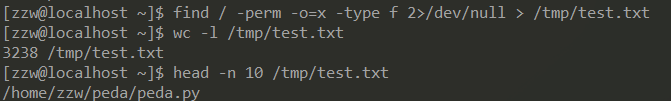 [zzw@localhost ~]$ find / -perm -o=x -type f 2>/dev/null > /tmp/test.txt
[zzw@localhost ~]$ wc -l /tmp/test.txt
3238 /tmp/test.txt
[zzw@localhost ~]$ head -n 10 /tmp/test.txt
/home/zzw/peda/peda.py